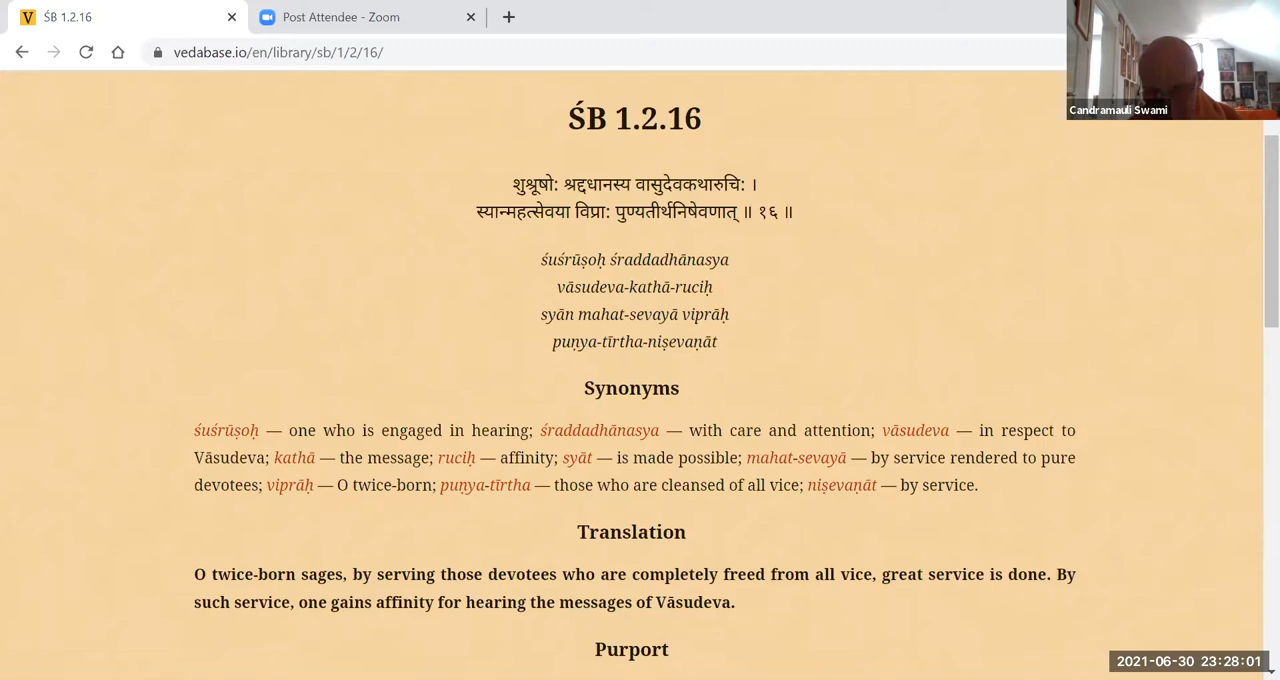 ŚB 1.2.16
Post Attendee - Zoom
vedabase.io/en/library/sb/1/2/16/
Candramauli Swami
ŚB 1.2.16
शुश्रूषो: श्रद्दधानस्य वासुदेवकथारुचि: ।
स्यान्महत्सेवया विप्रा: पुण्यतीर्थनिषेवणात् ॥ १६ ॥
śuśrūṣoḥ śraddadhānasya
vāsudeva-kathā-ruciḥ
syān mahat-sevayā viprāḥ
puṇya-tīrtha-niṣevaṇāt
Synonyms
śuśrūṣoḥ — one who is engaged in hearing; śraddadhānasya — with care and attention; vāsudeva — in respect to
Vāsudeva; kathā — the message; ruciḥ — affinity; syāt — is made possible; mahat-sevayā — by service rendered to pure
devotees; viprāḥ — O twice-born; puṇya-tīrtha — those who are cleansed of all vice; niṣevaṇāt — by service.
Translation
O twice-born sages, by serving those devotees who are completely freed from all vice, great service is done. By
such service, one gains affinity for hearing the messages of Vāsudeva.
Purport
2021-06-30 23:28:01